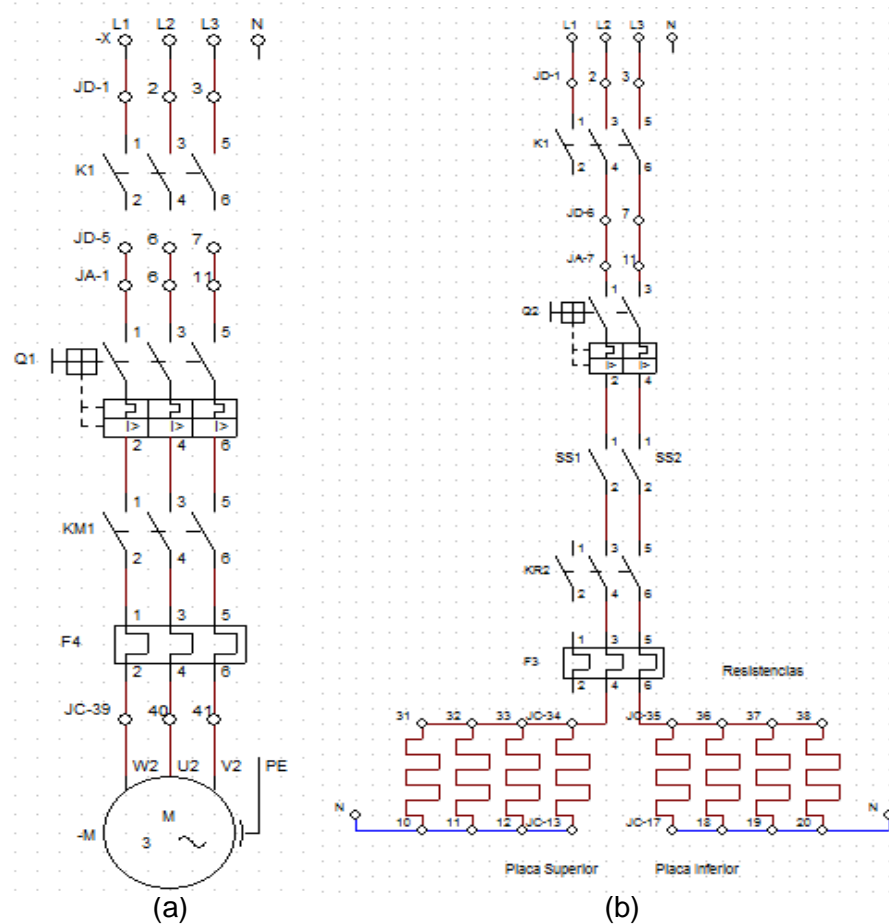 L1 L2 L3 N
-X
JD-1 2 3
1 3 5
K1
2 4 6
JD-5 6 7
JA-1 6 11
1 3 5
Q1
I> I> I>
2 4 6
1 3 5
KM1
2 4 6
1 3 5
F4
2 4 6
JC-39 40 41
W2 U2 V2 PE
M
-M
3
(a)
L1 L2 L3 N
JD-1 2 3
1 3 5
K1
2 4 6
JD-6 7
JA-7 11
1 3
Q2
I> I>
2 4
1 1
SS1 SS2
2 2
1 3 5
KR2
2 4 6
1 3 5
F3
2 4 6
Resistencias
31 32 33 JC-34 JC-35 36 37 38
N N
10 11 12 JC-13 JC-17 18 19 20
Placa Superior Placa Inferior
(b)